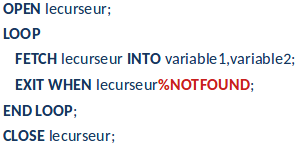 OPEN lecurseur;
LOOP
FETCH lecurseur INTO variable1,variable2;
EXIT WHEN lecurseur%NOTFOUND;
END LOOP;
CLOSE lecurseur;